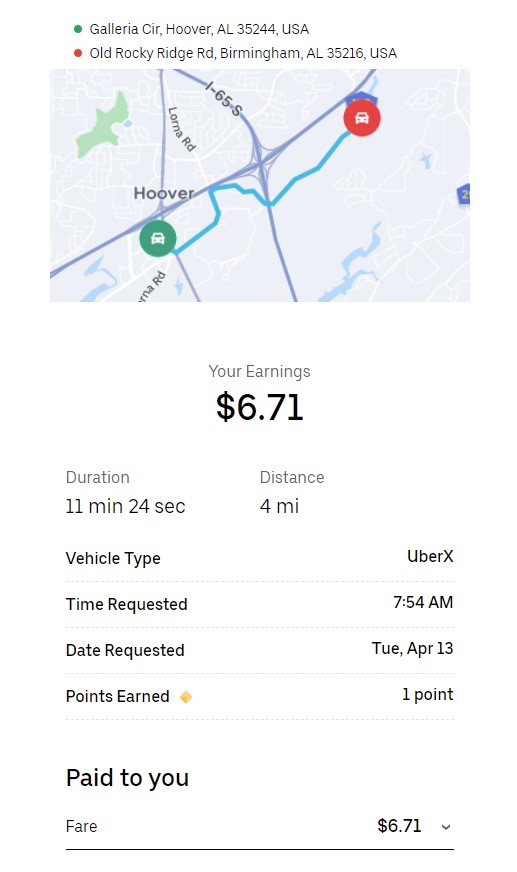 Galleria Cir, Hoover, AL 35244, USA
Old Rocky Ridge Rd, Birmingham, AL 35216, USA
I-65-S
Lorna Rd
Hoover
rna Rd
Your Earnings
$6.71
Duration
Distance
11 min 24 sec
4 mi
Vehicle Type
UberX
Time Requested
7:54 AM
Date Requested
Tue, Apr 13
Points Earned
1 point
Paid to you
Fare
$6.71